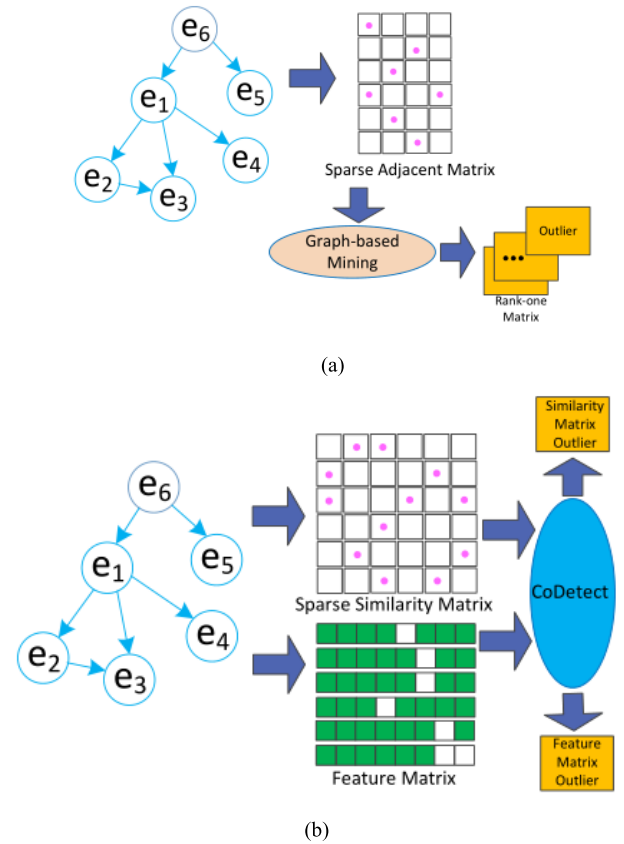 e6
e1
e5
e2
e3
e4
Sparse Adjacent Matrix
Graph-based
Mining
Outlier
•••
Rank-one
Matrix
(a)
Similarity
Matrix
Outlier
e6
e1
e5
e2
e3
e4
Sparse Similarity Matrix
CoDetect
Feature Matrix
Feature
Matrix
Outlier
(b)